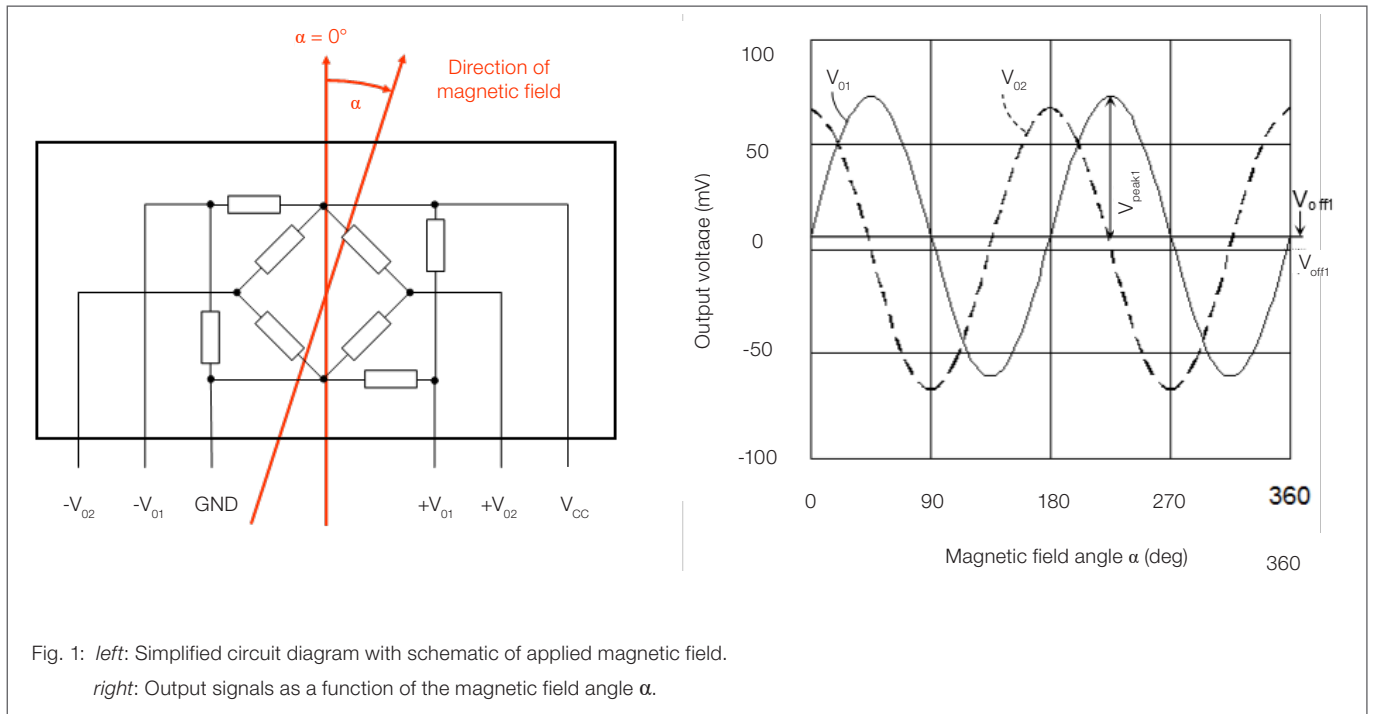 α = 0°
Direction of
magnetic field
α
-V02
-V01
GND
+V01
+V02
VCC
100
50
0
-50
-100
Output voltage (mV)
V01
V02
Vpeak1
Voff1
Voff1
0
90
180
270
360
Magnetic field angle α (deg)
360
Fig. 1: left: Simplified circuit diagram with schematic of applied magnetic field.
right: Output signals as a function of the magnetic field angle α.